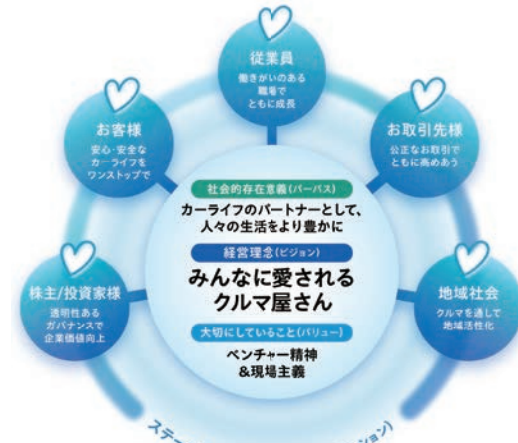 従業員
働きがいのある
職場で
ともに成長
お客様
安心・安全な
カーライフを
ワンストップで
お取引先様
公正なお取引で
ともに高めあう
株主/投資家様
透明性ある
ガバナンスで
企業価値向上
地域社会
クルマを通して
地域活性化
社会的存在意義(パーパス)
カーライフのパートナーとして、
人々の生活をより豊かに
経営理念(ビジョン)
みんなに愛される
クルマ屋さん
大切にしていること(バリュー)
ベンチャー精神
&現場主義